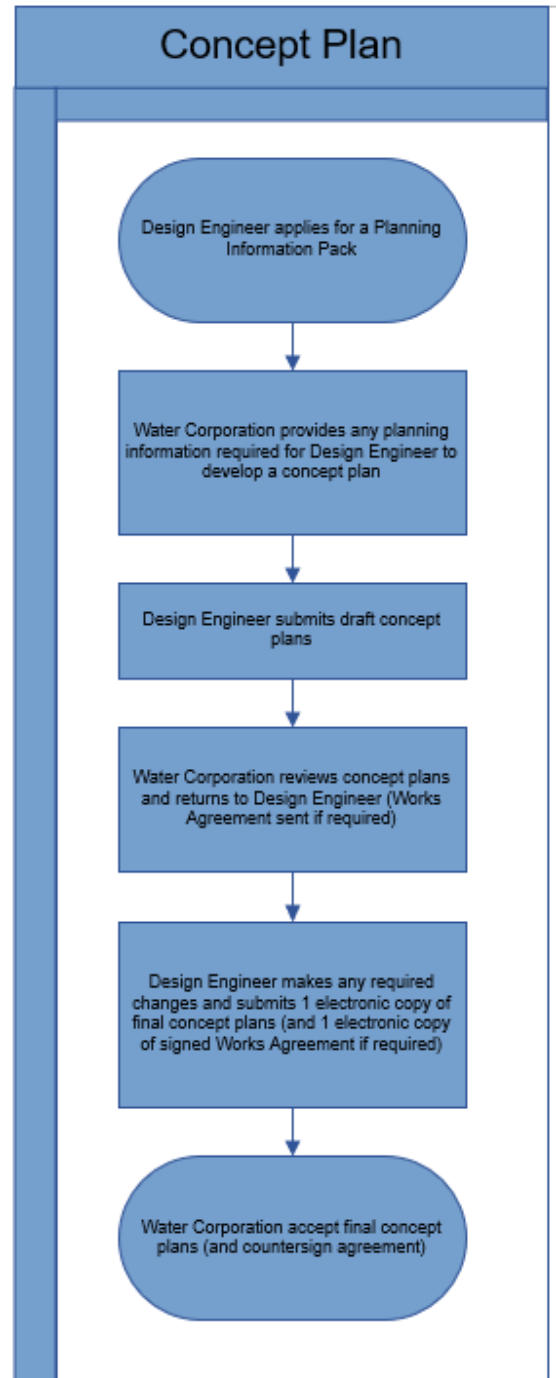 Concept Plan
Design Engineer applies for a Planning
Information Pack
Water Corporation provides any planning
information required for Design Engineer to
develop a concept plan
Design Engineer submits draft concept
plans
Water Corporation reviews concept plans
and returns to Design Engineer (Works
Agreement sent if required)
Design Engineer makes any required
changes and submits 1 electronic copy of
final concept plans (and 1 electronic copy
of signed Works Agreement if required)
Water Corporation accept final concept
plans (and countersign agreement)